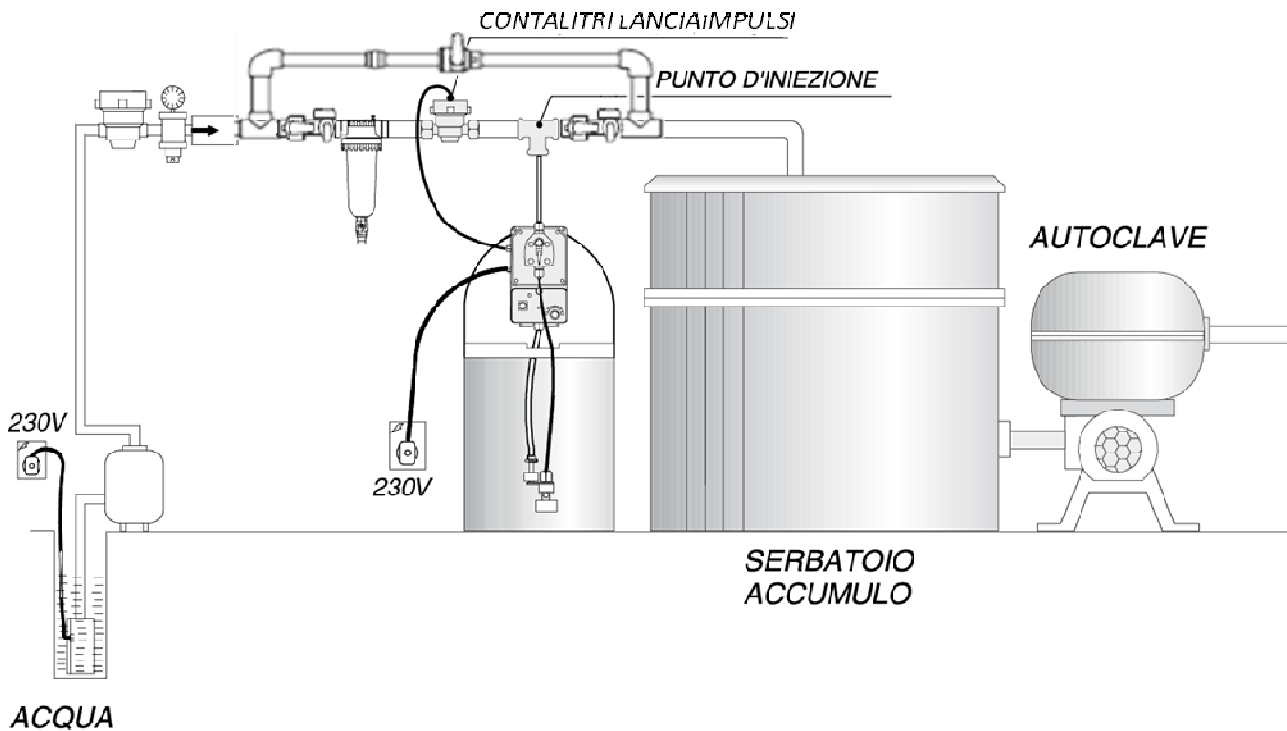 CONTALITRI LANCIAIMPULSI
PUNTO D'INIEZIONE
AUTOCLAVE
230V
230V
SERBATOIO
ACCUMULO
ACQUA